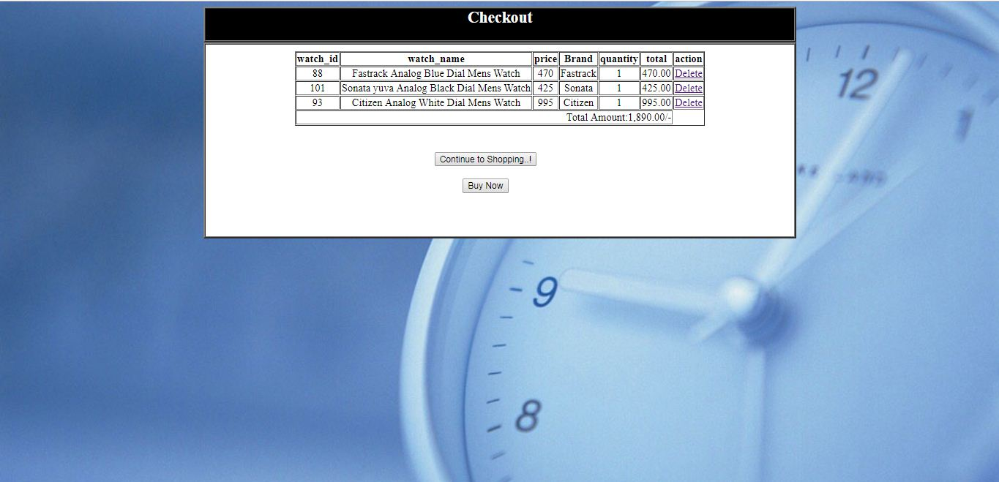 Checkout
watch_id watch_name price Brand quantity total action
88 Fastrack Analog Blue Dial Mens Watch 470 Fastrack 1 470.00 Delete
101 Sonata yuva Analog Black Dial Mens Watch 425 Sonata 1 425.00 Delete
93 Citizen Analog White Dial Mens Watch 995 Citizen 1 995.00 Delete
Total Amount:1,890.00/-
Continue to Shopping..!
Buy Now
12
1
9
8